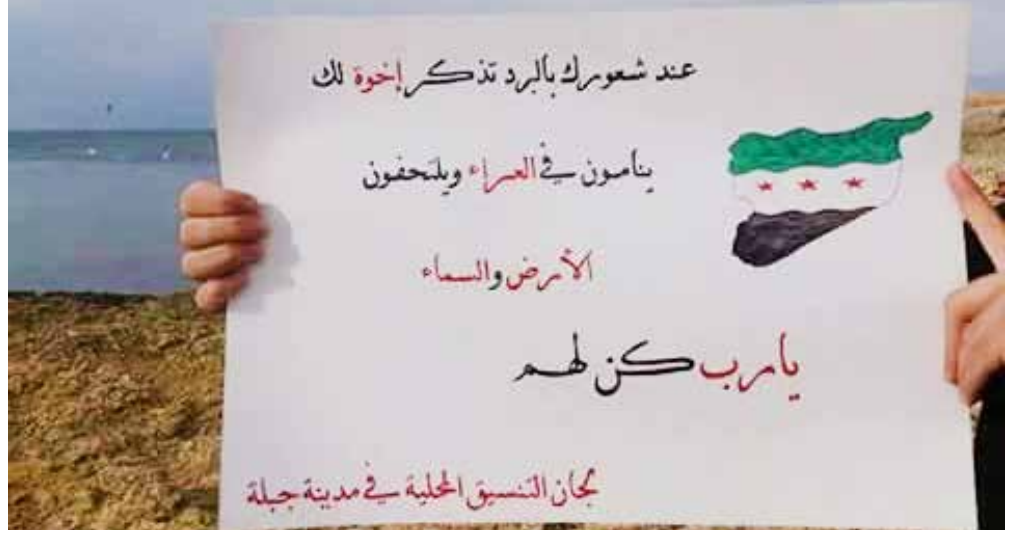 عند شعورك بالبرد تذكر إخوة لك
ينامون في العراء ويلتحفون
الأرض والسماء
يارب كن لهم
لجان التنسيق المحلية في مدينة جبلة